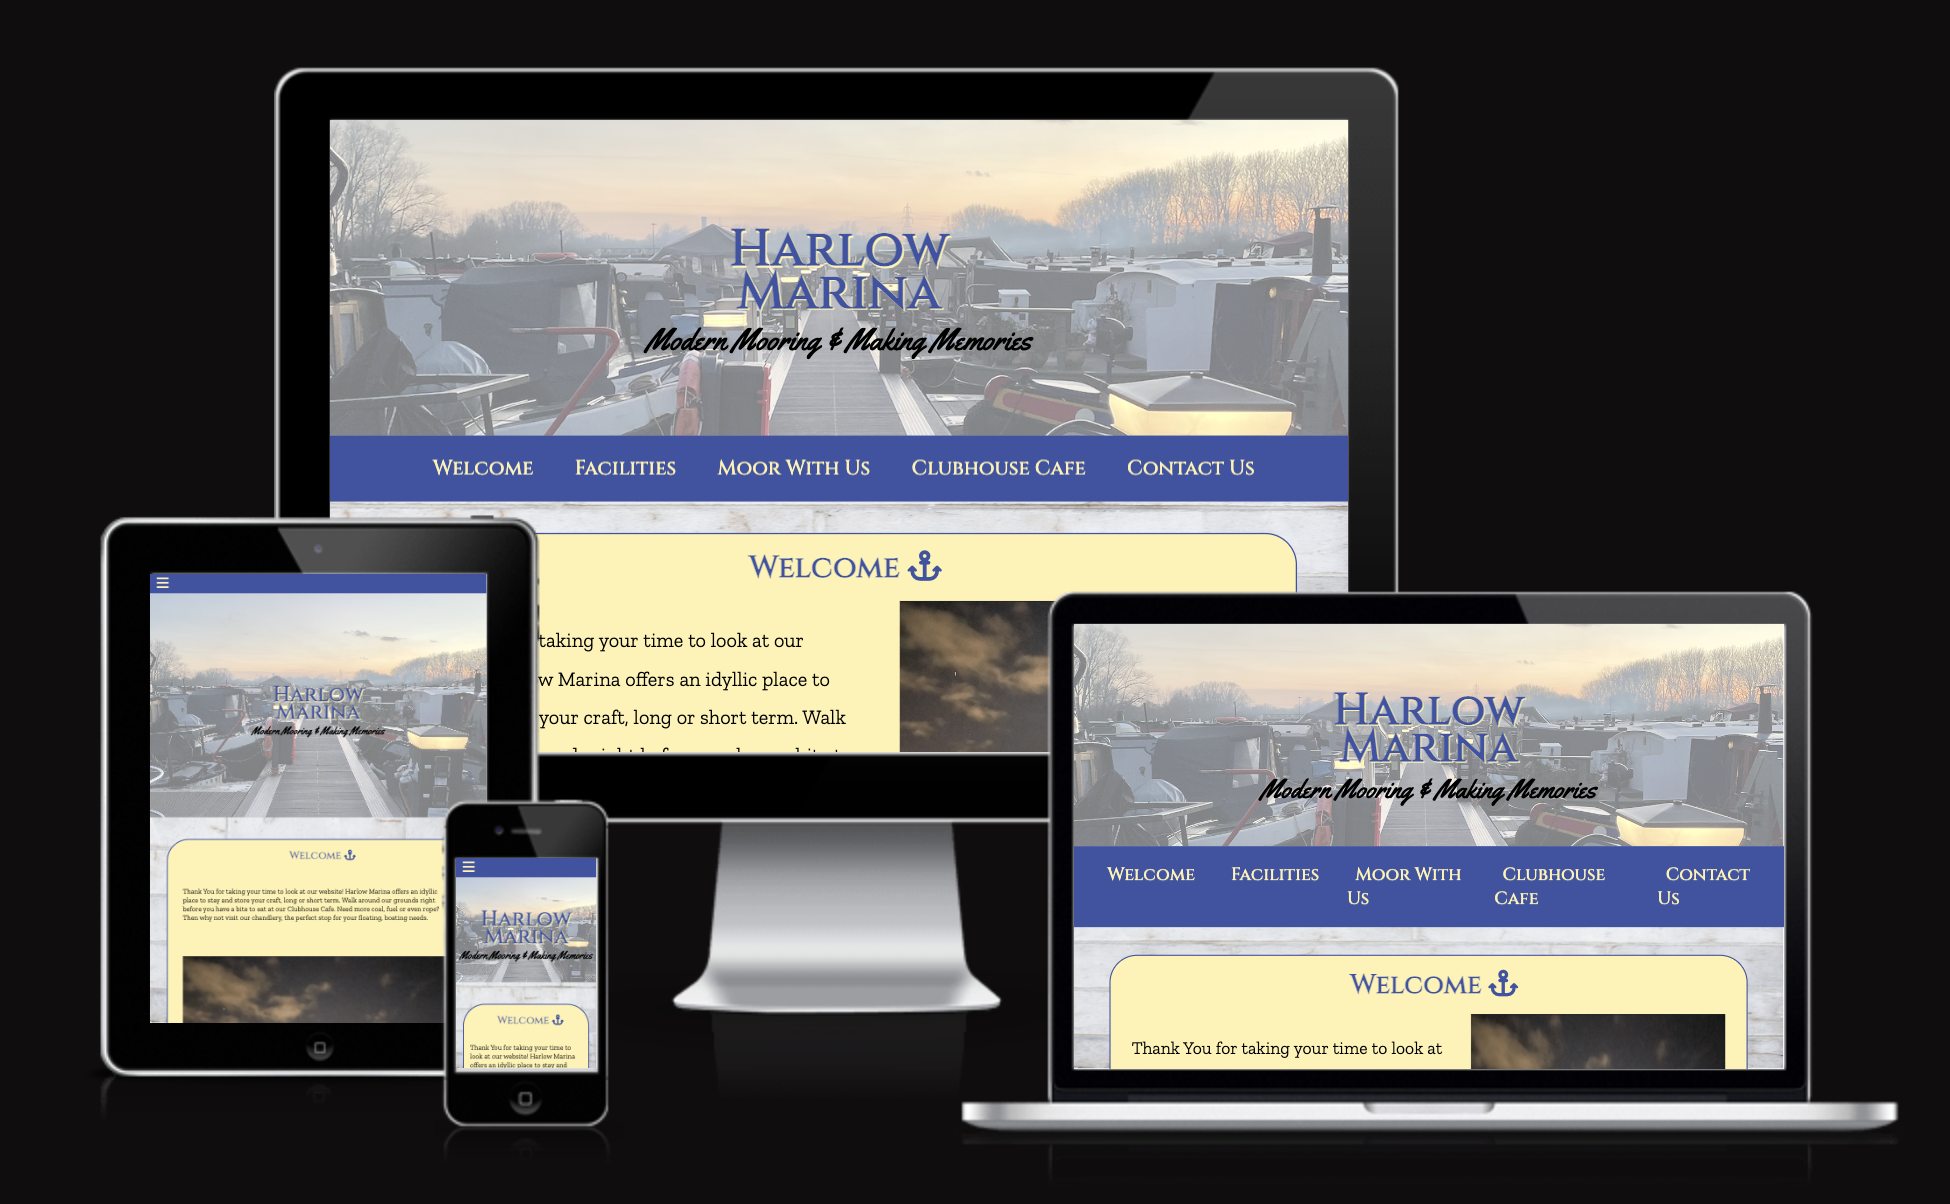 HARLOW
MARINA
Modern Mooring & Making Memories
WELCOME FACILITIES MOOR WITH US CLUBHOUSE CAFE CONTACT US
WELCOME
taking your time to look at our
w Marina offers an idyllic place to
your craft, long or short term. Walk
HARLOW
MARINA
Modern Mooring & Making Memories
WELCOME
Thank You for taking your time to look at our website! Harlow Marina offers an idyllic
place to stay and store your craft, long or short term. Walk around our grounds right
before you have a bite to eat at our Clubhouse Cafe. Need more coal, fuel or even rope?
Then why not visit our chandlery, the perfect stop for your floating, boating needs.
HARLOW
MARINA
Modern Mooring & Making Memories
WELCOME
Thank You for taking your time to
look at our website! Harlow Marina
offers an idyllic place to stay and
HARLOW
MARINA
Modern Mooring & Making Memories
WELCOME FACILITIES MOOR WITH US CLUBHOUSE CAFE CONTACT US
WELCOME
Thank You for taking your time to look at